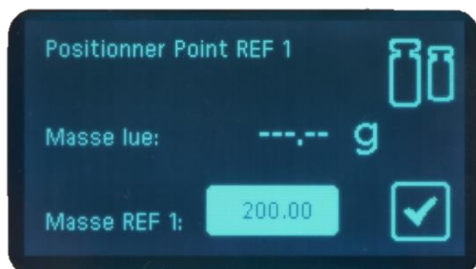 Positionner Point REF 1
Masse lue: ---.-- g
Masse REF 1: 200.00